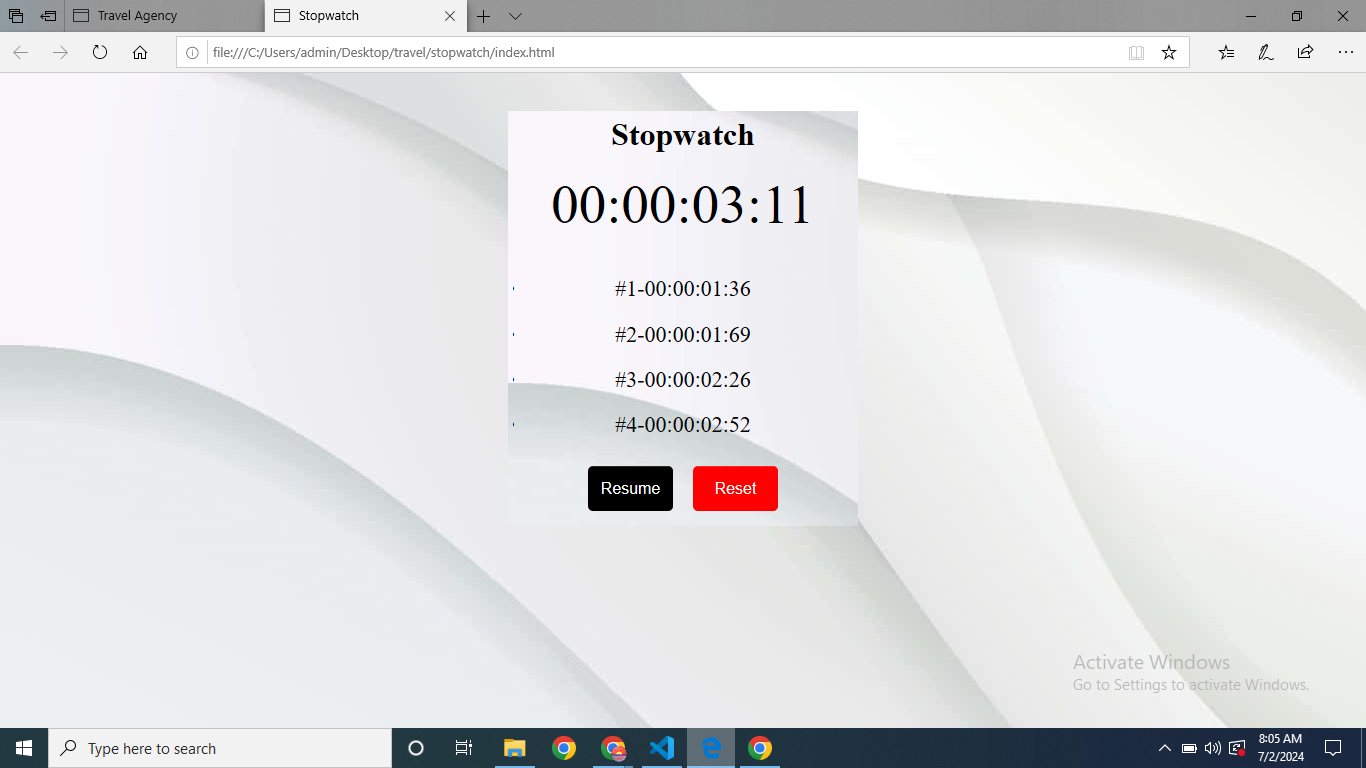 Travel Agency
Stopwatch
file:///C:/Users/admin/Desktop/travel/stopwatch/index.html
Stopwatch
00:00:03:11
#1-00:00:01:36
#2-00:00:01:69
#3-00:00:02:26
#4-00:00:02:52
Resume
Reset
Activate Windows
Go to Settings to activate Windows.
Type here to search
8:05 AM
7/2/2024